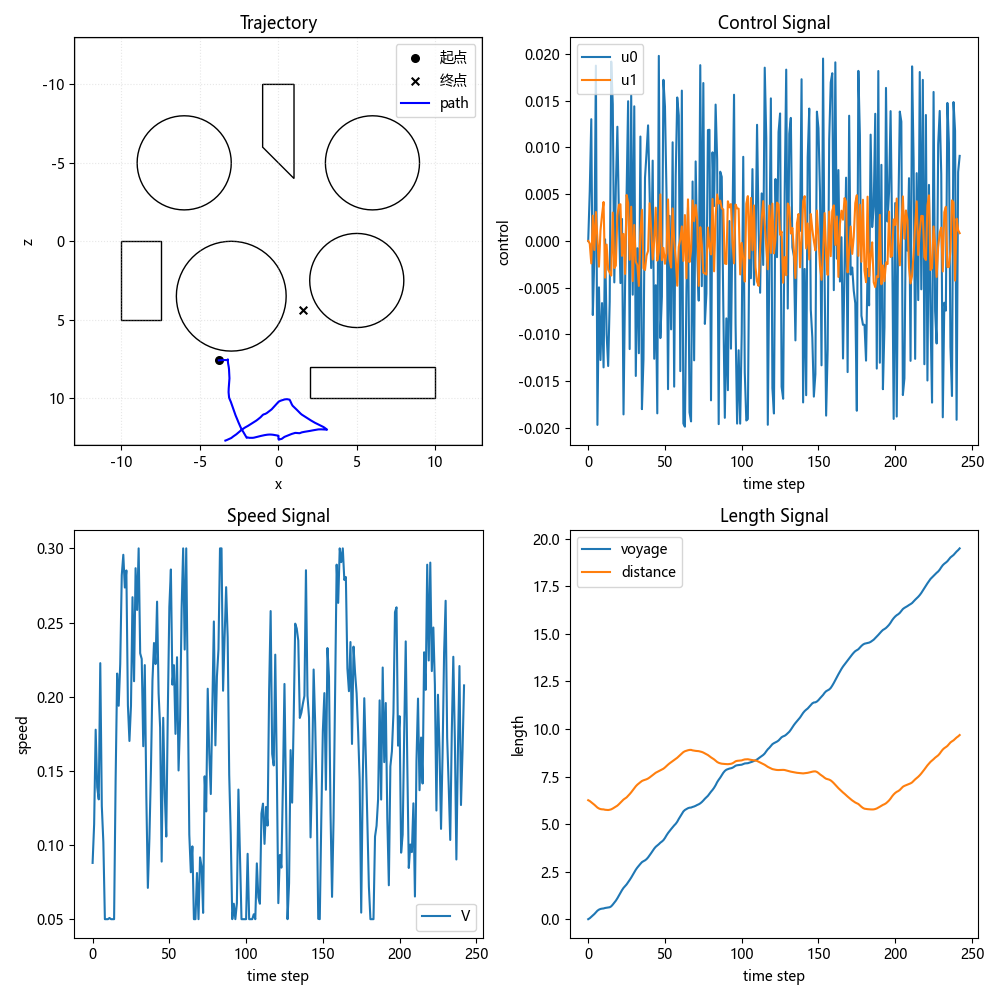 Trajectory
起点
终点
path
-10
-5
0
5
10
z
-10
-5
0
5
10
x
Control Signal
u0
u1
0.020
0.015
0.010
0.005
0.000
-0.005
-0.010
-0.015
-0.020
control
0
50
100
150
200
250
time step
Speed Signal
0.30
0.25
0.20
0.15
0.10
0.05
speed
V
0
50
100
150
200
250
time step
Length Signal
voyage
distance
20.0
17.5
15.0
12.5
10.0
7.5
5.0
2.5
0.0
length
0
50
100
150
200
250
time step